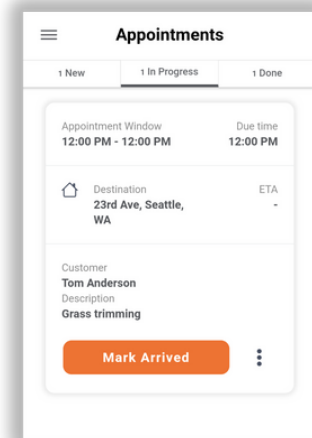 Appointments
1 New 1 In Progress 1 Done
Appointment Window Due time
12:00 PM - 12:00 PM 12:00 PM
Destination ETA
23rd Ave, Seattle, -
WA
Customer
Tom Anderson
Description
Grass trimming
Mark Arrived